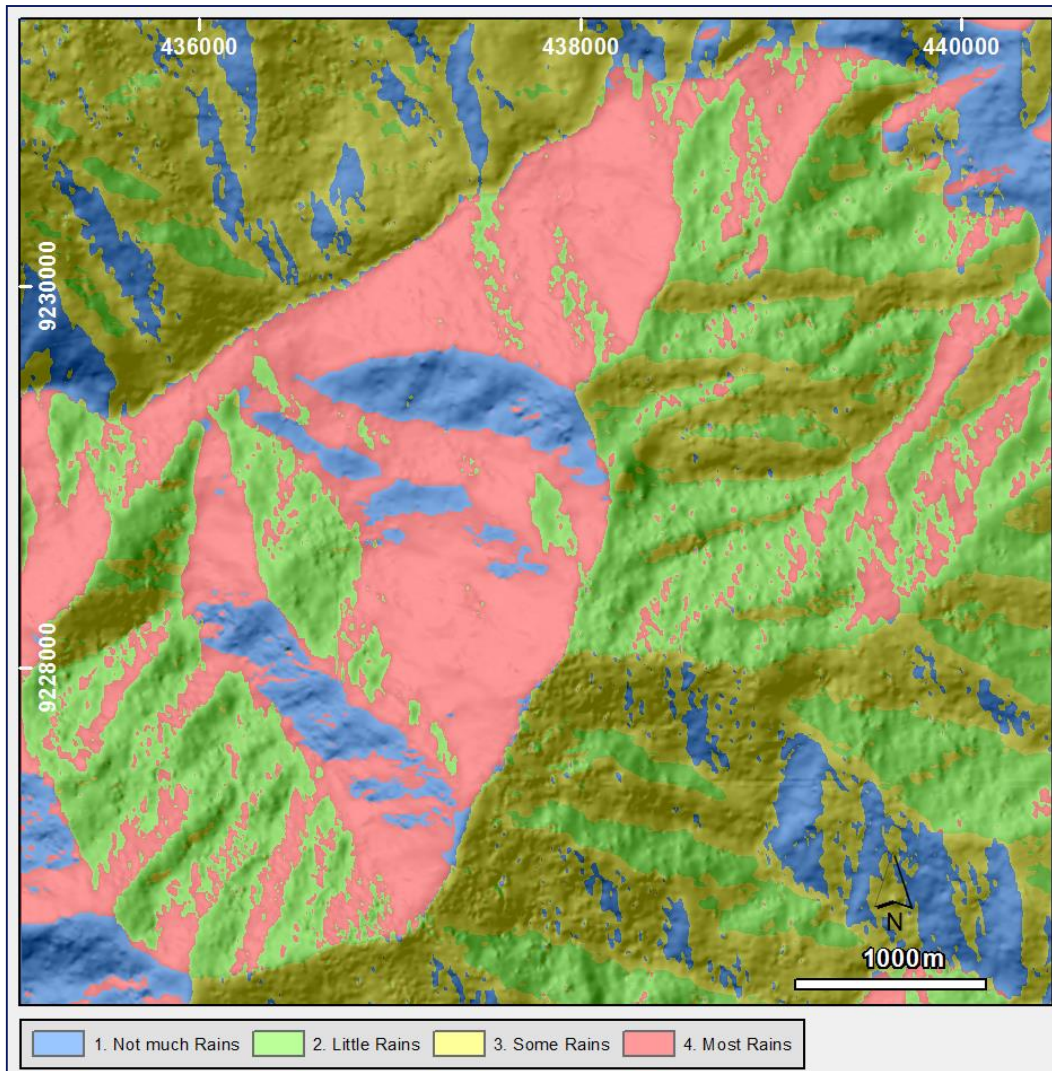 436000 438000 440000
9230000
9228000
N
1000m
1. Not much Rains 2. Little Rains 3. Some Rains 4. Most Rains